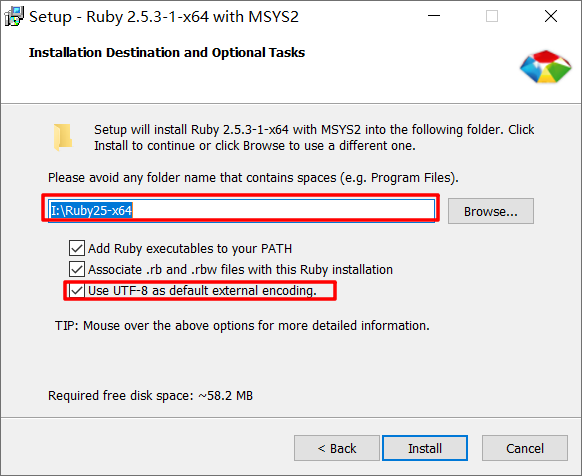 Setup - Ruby 2.5.3-1-x64 with MSYS2
Installation Destination and Optional Tasks
Setup will install Ruby 2.5.3-1-x64 with MSYS2 into the following folder. Click
Install to continue or click Browse to use a different one.
Please avoid any folder name that contains spaces (e.g. Program Files).
I:\Ruby25-x64
Browse...
Add Ruby executables to your PATH
Associate .rb and .rbw files with this Ruby installation
Use UTF-8 as default external encoding.
TIP: Mouse over the above options for more detailed information.
Required free disk space: ~58.2 MB
< Back
Install
Cancel